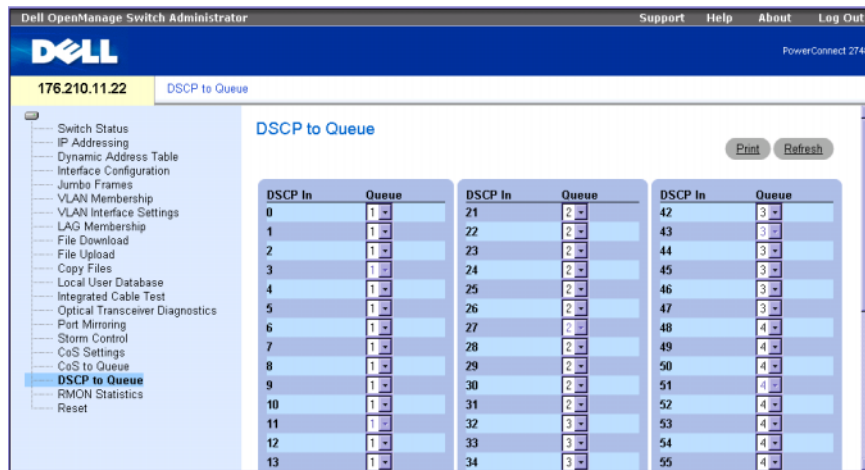 Dell OpenManage Switch Administrator Support Help About Log Out
DELL
PowerConnect 2748
176.210.11.22 DSCP to Queue
Switch Status
IP Addressing
Dynamic Address Table
Interface Configuration
Jumbo Frames
VLAN Membership
VLAN Interface Settings
LAG Membership
File Download
File Upload
Copy Files
Local User Database
Integrated Cable Test
Optical Transceiver Diagnostics
Port Mirroring
Storm Control
CoS Settings
CoS to Queue
DSCP to Queue
RMON Statistics
Reset
DSCP to Queue
Print Refresh
DSCP In Queue DSCP In Queue DSCP In Queue
0 1 21 2 42 3
1 1 22 2 43 3
2 1 23 2 44 3
3 1 24 2 45 3
4 1 25 2 46 3
5 1 26 2 47 3
6 1 27 2 48 4
7 1 28 2 49 4
8 1 29 2 50 4
9 1 30 2 51 4
10 1 31 2 52 4
11 1 32 3 53 4
12 1 33 3 54 4
13 1 34 3 55 4